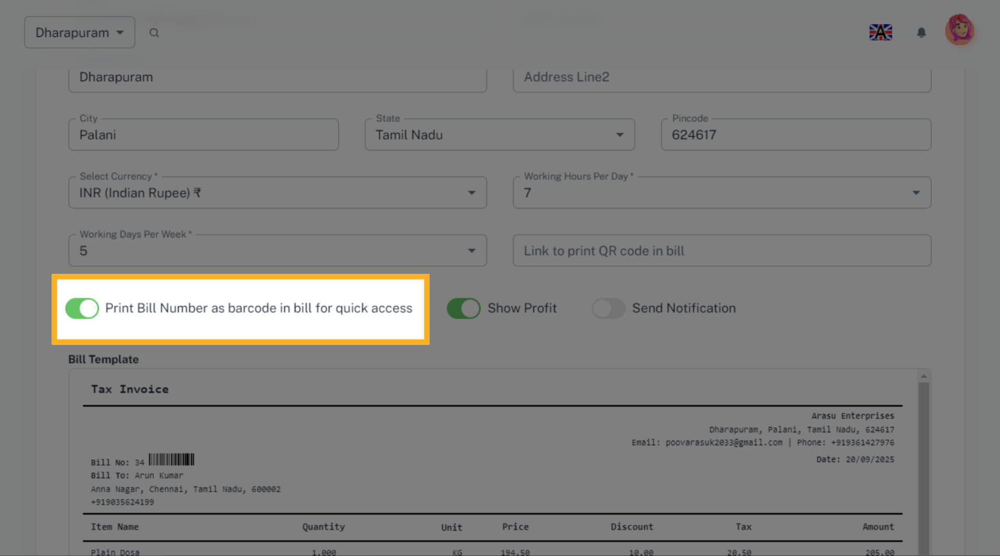 Dharapuram
A
Dharapuram
Address Line2
City
Palani
State
Tamil Nadu
Pincode
624617
Select Currency *
INR (Indian Rupee) ₹
Working Hours Per Day *
7
Working Days Per Week *
5
Link to print QR code in bill
Print Bill Number as barcode in bill for quick access
Show Profit
Send Notification
Bill Template
Tax Invoice
Arasu Enterprises
Dharapuram, Palani, Tamil Nadu, 624617
Email: poovarasuk2033@gmail.com | Phone: +919361427976
Date: 20/09/2025
Bill No: 34
Bill To: Arun Kumar
Anna Nagar, Chennai, Tamil Nadu, 600002
+919035624199
Item Name Quantity Unit Price Discount Tax Amount
Plain Dosa 1.000 KG 194.50 10.00 20.50 205.00